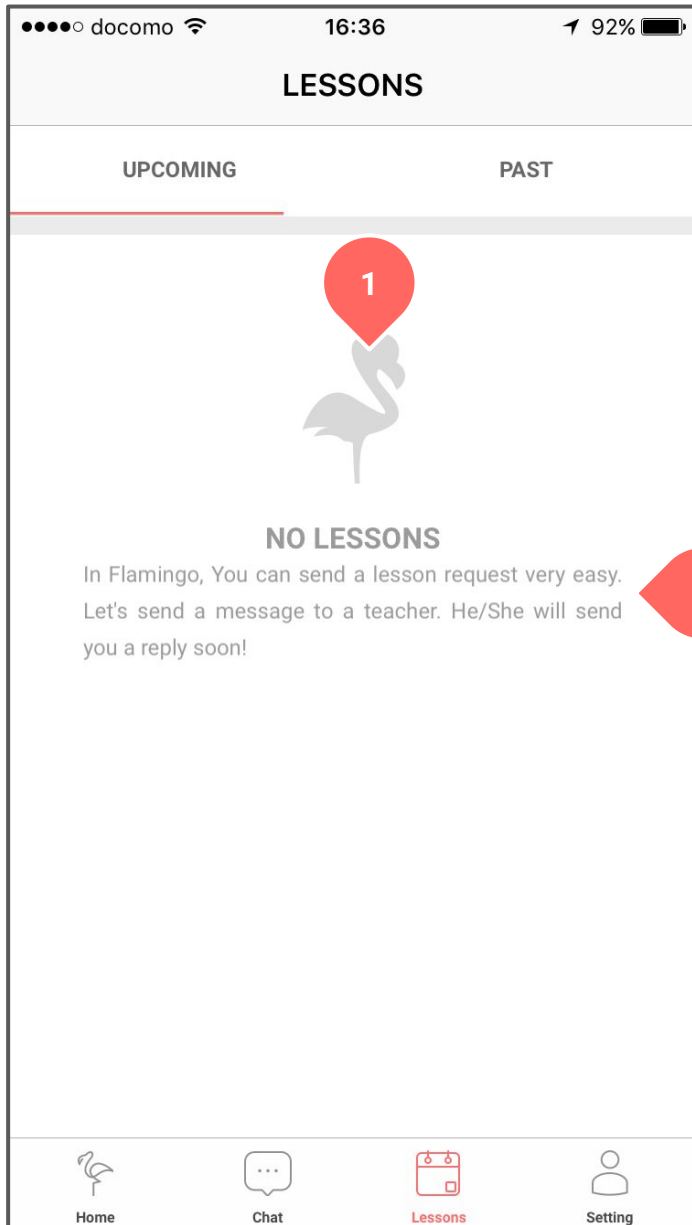 docomo 16:36 92%
LESSONS
UPCOMING PAST
1
NO LESSONS
In Flamingo, You can send a lesson request very easy.
Let's send a message to a teacher. He/She will send
you a reply soon!
Home Chat Lessons Setting